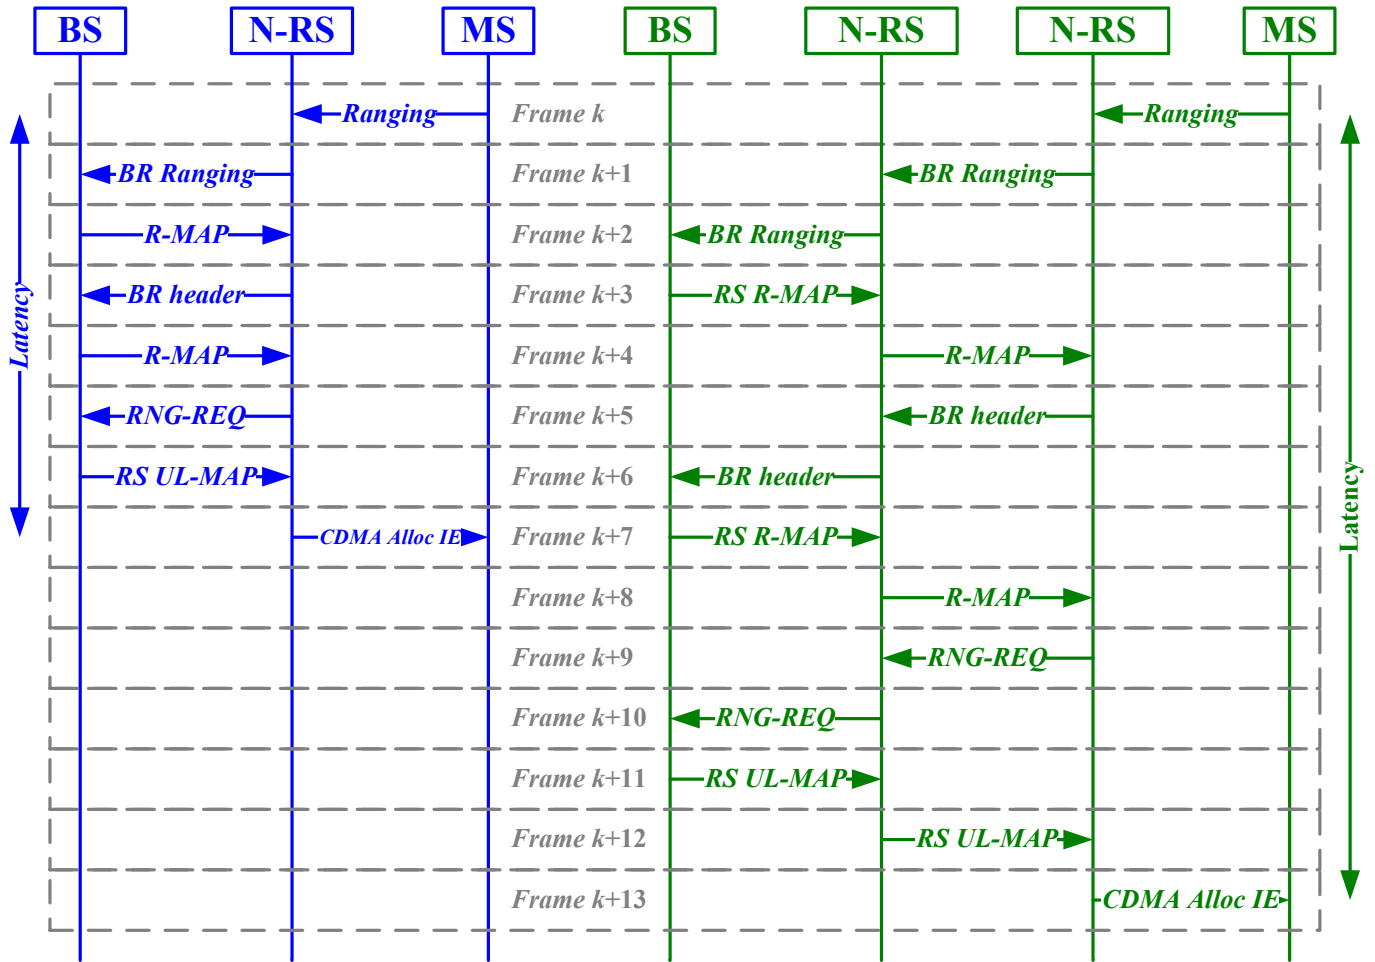 BS N-RS MS BS N-RS N-RS MS
Ranging Frame k Ranging
BR Ranging Frame k+1 BR Ranging
R-MAP Frame k+2 BR Ranging
BR header Frame k+3 RS R-MAP
Latency
R-MAP Frame k+4 R-MAP
RNG-REQ Frame k+5 BR header
RS UL-MAP Frame k+6 BR header
Latency
CDMA Alloc IE Frame k+7 RS R-MAP
Frame k+8 R-MAP
Frame k+9 RNG-REQ
Frame k+10 RNG-REQ
Frame k+11 RS UL-MAP
Frame k+12 RS UL-MAP
Frame k+13 CDMA Alloc IE